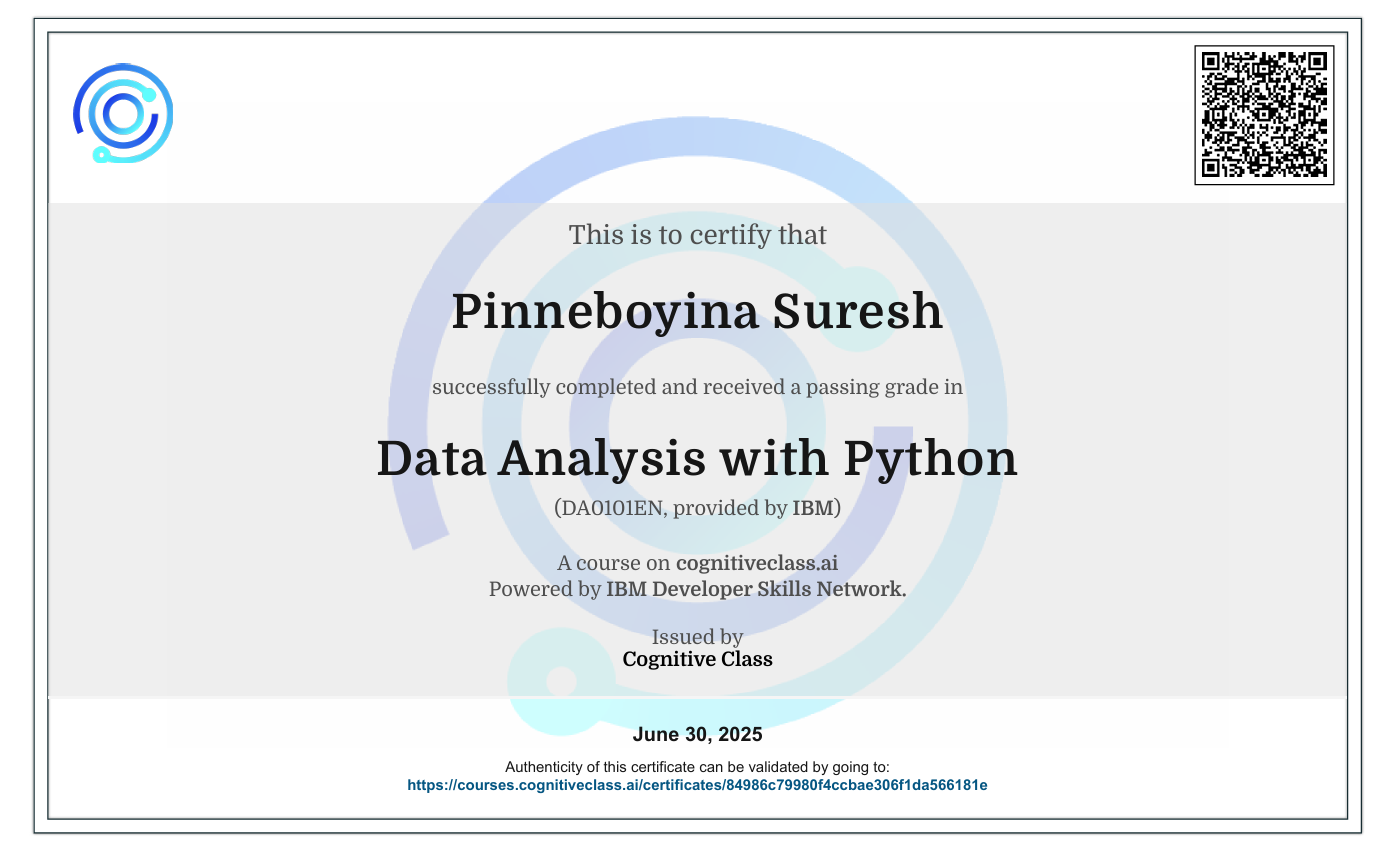 This is to certify that
Pinneboyina Suresh
successfully completed and received a passing grade in
Data Analysis with Python
(DA0101EN, provided by IBM)
A course on cognitiveclass.ai
Powered by IBM Developer Skills Network.
Issued by
Cognitive Class
June 30, 2025
Authenticity of this certificate can be validated by going to:
https://courses.cognitiveclass.ai/certificates/84986c79980f4ccbae306f1da566181e